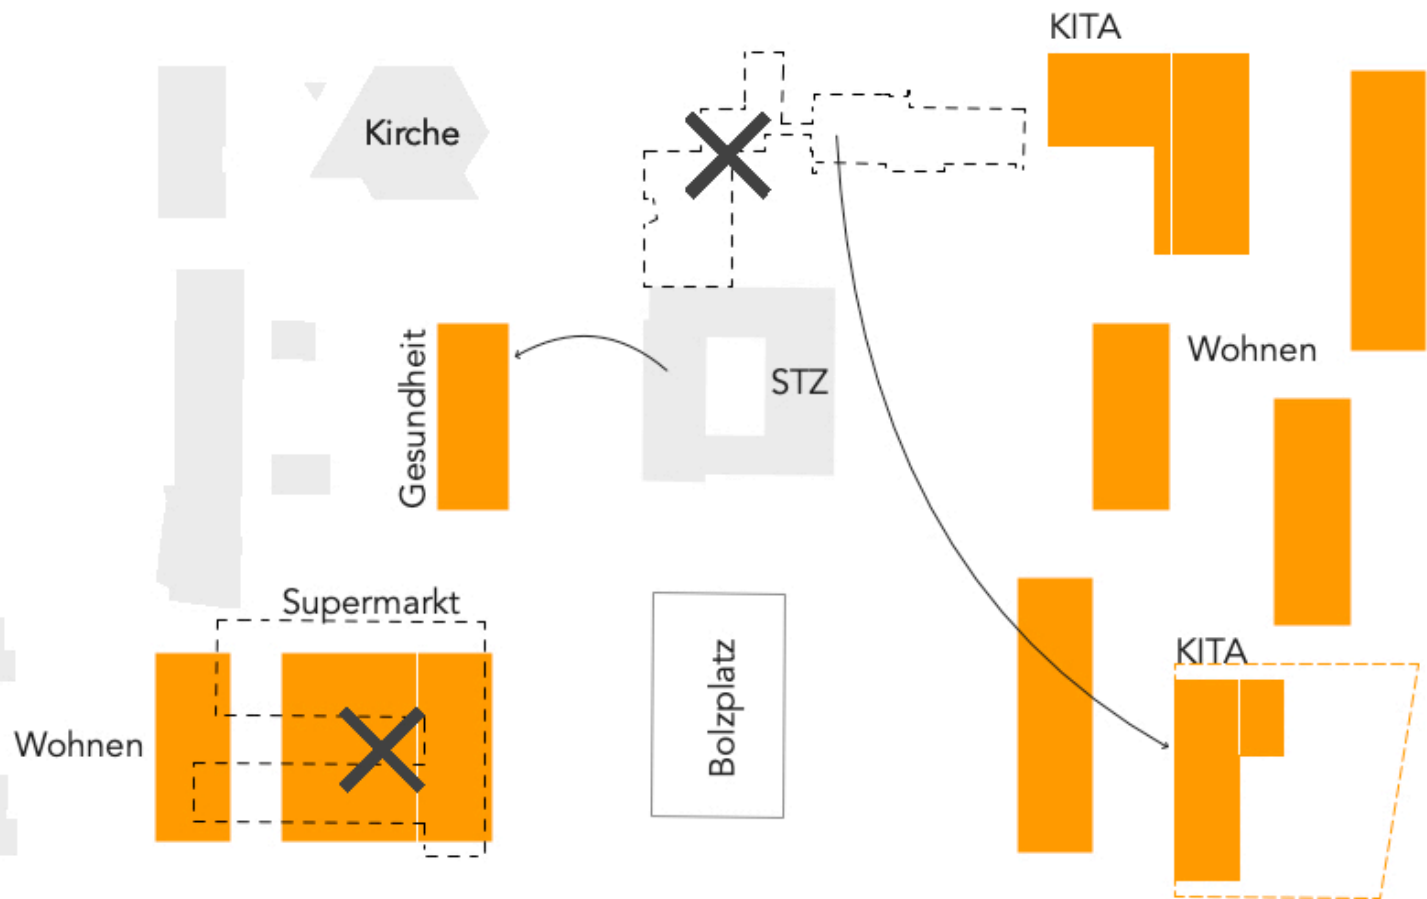 KITA
Kirche
Gesundheit
STZ
Wohnen
Supermarkt
Wohnen
Bolzplatz
KITA